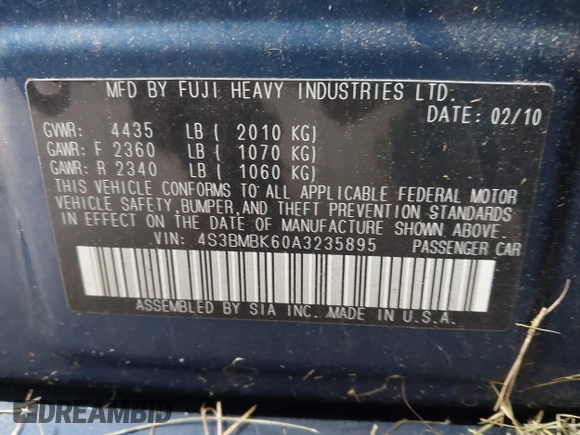 MFD BY FUJI HEAVY INDUSTRIES LTD.
DATE: 02/10
GVWR: 4435 LB ( 2010 KG)
GAWR: F 2360 LB ( 1070 KG)
GAWR: R 2340 LB ( 1060 KG)
THIS VEHICLE CONFORMS TO ALL APPLICABLE FEDERAL MOTOR
VEHICLE SAFETY, BUMPER, AND THEFT PREVENTION STANDARDS
IN EFFECT ON THE DATE OF MANUFACTURE SHOWN ABOVE.
VIN: 4S3BMBK60A3235895 PASSENGER CAR
ASSEMBLED BY SIA INC. MADE IN U.S.A.
DREAMBID